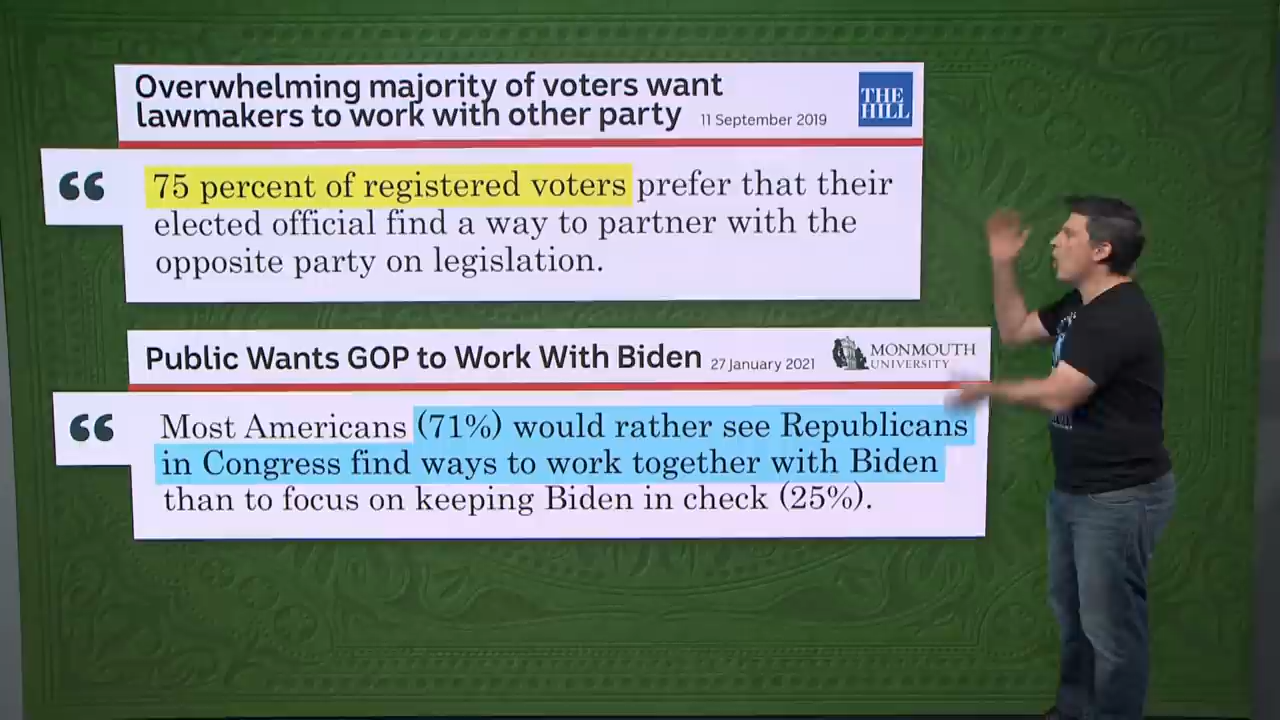 Overwhelming majority of voters want
lawmakers to work with other party 11 September 2019
THE
HILL
“ 75 percent of registered voters prefer that their
elected official find a way to partner with the
opposite party on legislation.
Public Wants GOP to Work With Biden 27 January 2021
MONMOUTH
UNIVERSITY
“ Most Americans (71%) would rather see Republicans
in Congress find ways to work together with Biden
than to focus on keeping Biden in check (25%).